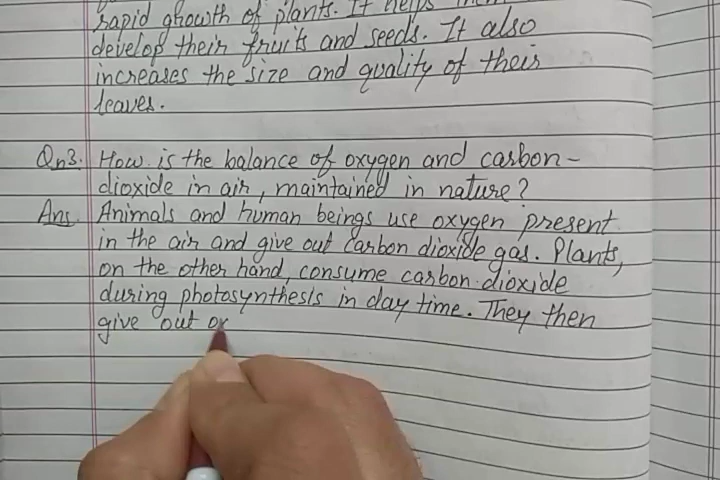 rapid growth of plants. It helps them
develop their fruits and seeds. It also
increases the size and quality of their
leaves.
Qn3. How is the balance of oxygen and carbon-
dioxide in air, maintained in nature?
Ans. Animals and human beings use oxygen present
in the air and give out Carbon dioxide gas. Plants,
on the other hand, consume carbon dioxide
during photosynthesis in day time. They then
give out ox